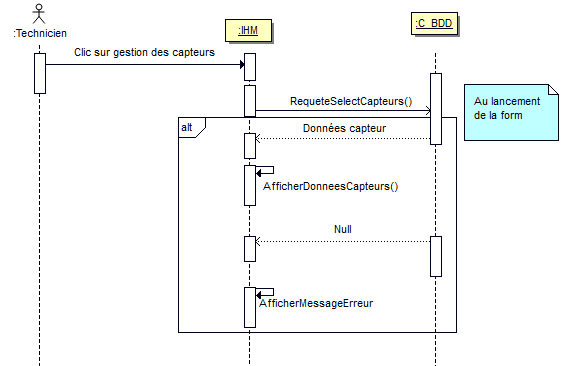 :Technicien
:IHM
:C_BDD
Clic sur gestion des capteurs
RequeteSelectCapteurs()
Au lancement
de la form
alt
Données capteur
AfficherDonneesCapteurs()
Null
AfficherMessageErreur